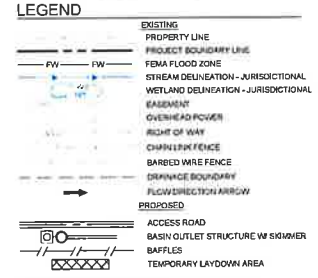 LEGEND
EXISTING
PROPERTY LINE
PROJECT BOUNDARY LINE
FW FW FEMA FLOOD ZONE
STREAM DELINEATION - JURISDICTIONAL
WETLAND DELINEATION - JURISDICTIONAL
EASEMENT
OVERHEAD POWER
RIGHT OF WAY
CHAIN LINK FENCE
BARBED WIRE FENCE
DRAINAGE BOUNDARY
FLOW DIRECTION ARROW
PROPOSED
ACCESS ROAD
BASIN OUTLET STRUCTURE W/ SKIMMER
BAFFLES
TEMPORARY LAYDOWN AREA